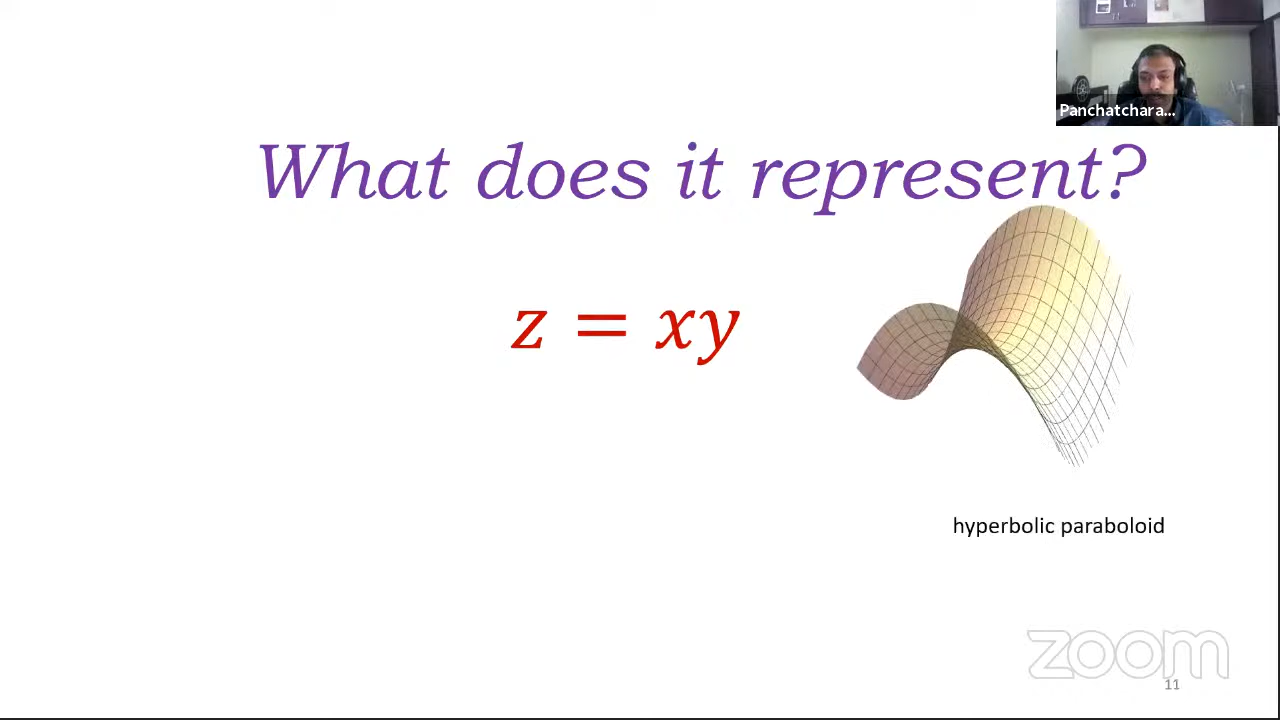 Panchatchara...
What does it represent?
z = xy
hyperbolic paraboloid
zoom
11